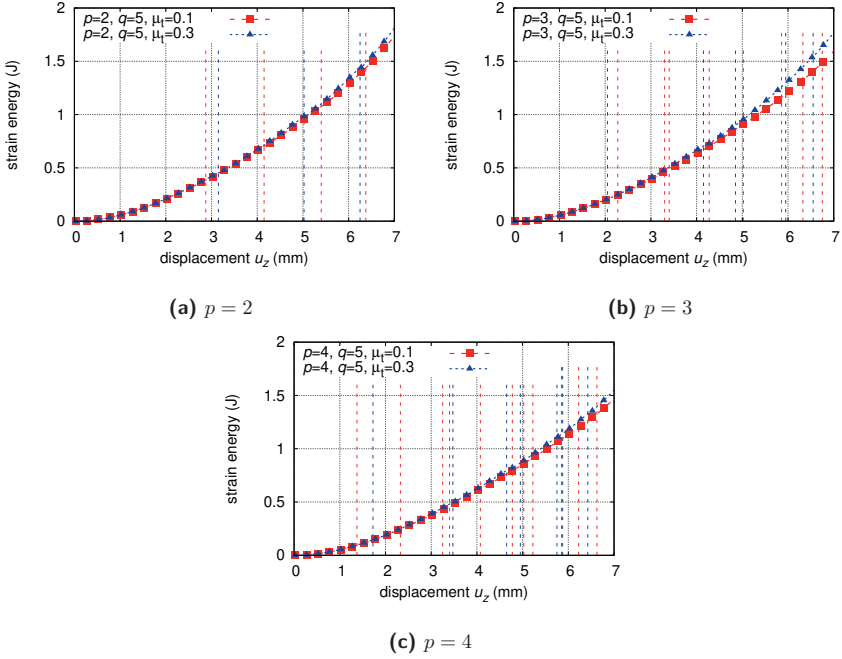 p=2, q=5, μt=0.1
p=2, q=5, μt=0.3
strain energy (J)
2
1.5
1
0.5
0
0 1 2 3 4 5 6 7
displacement uz (mm)
(a) p = 2
p=3, q=5, μt=0.1
p=3, q=5, μt=0.3
strain energy (J)
2
1.5
1
0.5
0
0 1 2 3 4 5 6 7
displacement uz (mm)
(b) p = 3
p=4, q=5, μt=0.1
p=4, q=5, μt=0.3
strain energy (J)
2
1.5
1
0.5
0
0 1 2 3 4 5 6 7
displacement uz (mm)
(c) p = 4